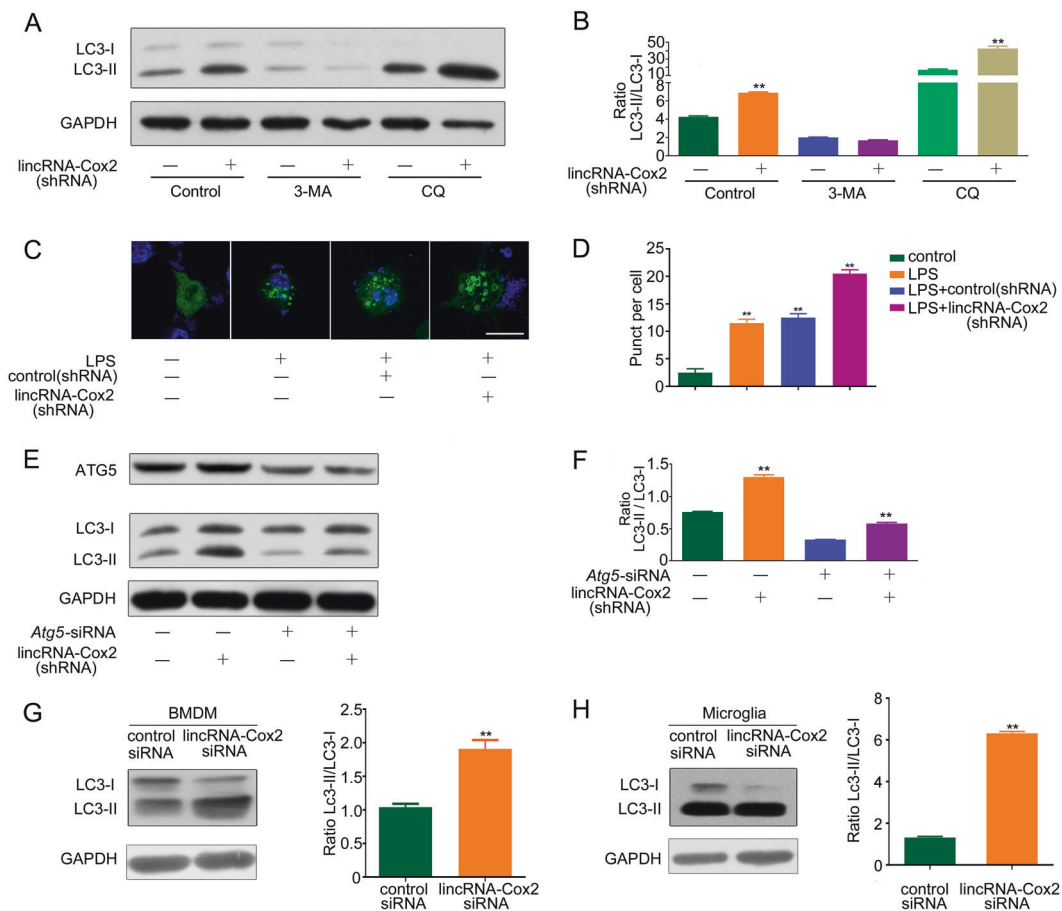 A
LC3-I
LC3-II
GAPDH
lincRNA-Cox2 — + — + — +
(shRNA)
Control 3-MA CQ
B
Ratio
LC3-II/LC3-I
50
40
30
20
10
6
4
2
0
** **
lincRNA-Cox2 — + — + — +
(shRNA)
Control 3-MA CQ
C
LPS — + + +
control(shRNA) — — + —
lincRNA-Cox2 — — — +
(shRNA)
D
Punct per cell
25
20
15
10
5
0
** ** **
control
LPS
LPS+control(shRNA)
LPS+lincRNA-Cox2
(shRNA)
E
ATG5
LC3-I
LC3-II
GAPDH
Atg5-siRNA — — + +
lincRNA-Cox2 — + — +
(shRNA)
F
Ratio
LC3-II / LC3-I
1.5
1.0
0.5
0
** **
Atg5-siRNA — — + +
lincRNA-Cox2 — + — +
(shRNA)
G
BMDM
control lincRNA-Cox2
siRNA siRNA
LC3-I
LC3-II
GAPDH
Ratio Lc3-II/LC3-I
2.5
2.0
1.5
1.0
0.5
0.0
**
control lincRNA-Cox2
siRNA siRNA
H
Microglia
control lincRNA-Cox2
siRNA siRNA
LC3-I
LC3-II
GAPDH
Ratio Lc3-II/LC3-I
8
6
4
2
0
**
control lincRNA-Cox2
siRNA siRNA